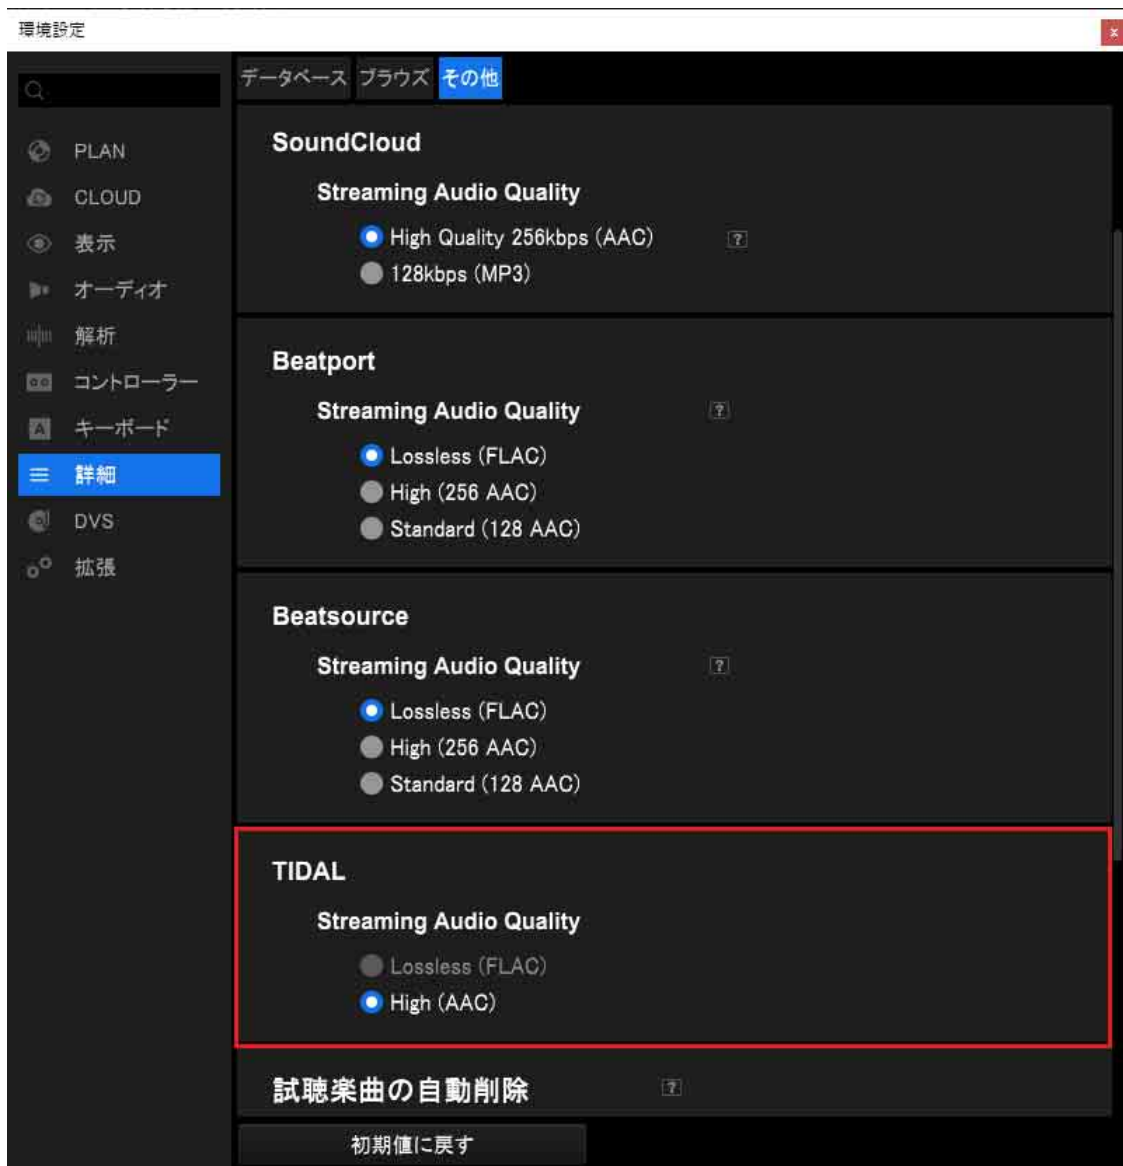 環境設定
データベース ブラウズ その他
PLAN
CLOUD
表示
オーディオ
解析
コントローラー
キーボード
詳細
DVS
拡張
SoundCloud
Streaming Audio Quality
High Quality 256kbps (AAC) ?
128kbps (MP3)
Beatport
Streaming Audio Quality ?
Lossless (FLAC)
High (256 AAC)
Standard (128 AAC)
Beatsource
Streaming Audio Quality ?
Lossless (FLAC)
High (256 AAC)
Standard (128 AAC)
TIDAL
Streaming Audio Quality
Lossless (FLAC)
High (AAC)
試聴楽曲の自動削除 ?
初期値に戻す